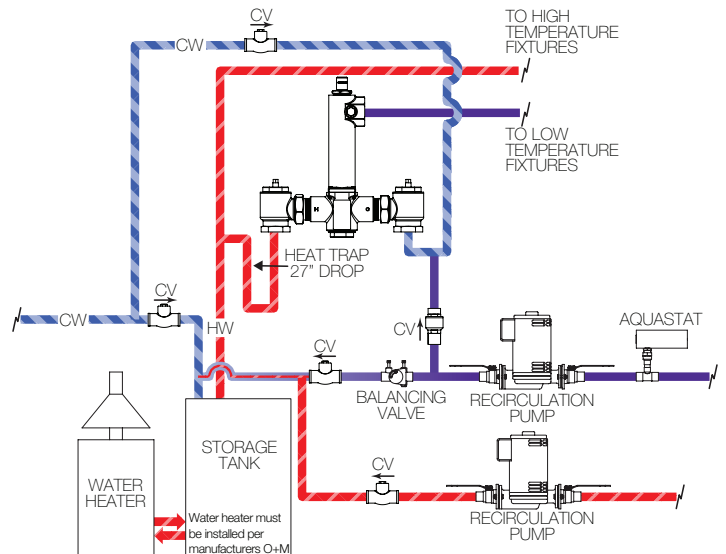 CV
CW
TO HIGH
TEMPERATURE
FIXTURES
TO LOW
TEMPERATURE
FIXTURES
H
C
HEAT TRAP
27” DROP
CW
CV
HW
CV
CV
AQUASTAT
BALANCING
VALVE
RECIRCULATION
PUMP
STORAGE
TANK
CV
WATER
HEATER
Water heater must
be installed per
manufacturers O+M
RECIRCULATION
PUMP